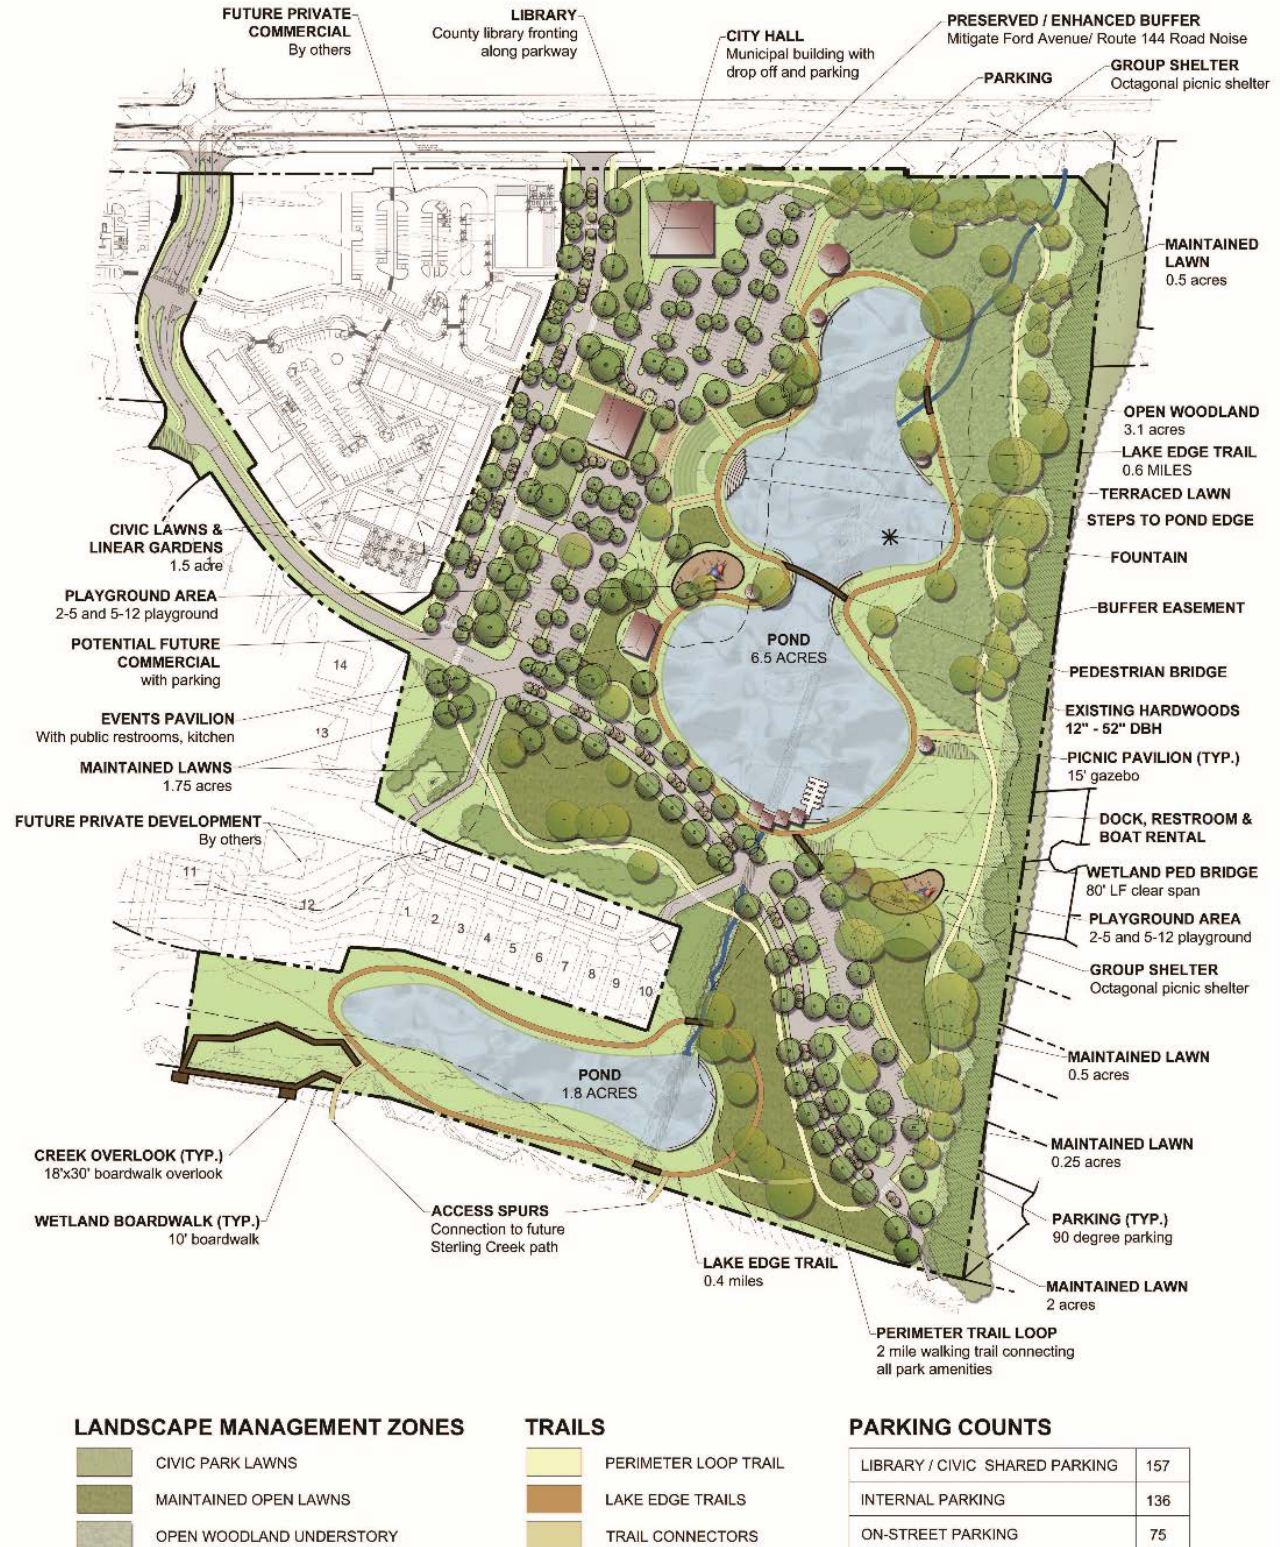 FUTURE PRIVATE
COMMERCIAL
By others
LIBRARY
County library fronting
along parkway
CITY HALL
Municipal building with
drop off and parking
PRESERVED / ENHANCED BUFFER
Mitigate Ford Avenue/ Route 144 Road Noise
PARKING
GROUP SHELTER
Octagonal picnic shelter
MAINTAINED
LAWN
0.5 acres
OPEN WOODLAND
3.1 acres
LAKE EDGE TRAIL
0.6 MILES
TERRACED LAWN
STEPS TO POND EDGE
FOUNTAIN
BUFFER EASEMENT
PEDESTRIAN BRIDGE
EXISTING HARDWOODS
12" - 52" DBH
PICNIC PAVILION (TYP.)
15' gazebo
DOCK, RESTROOM &
BOAT RENTAL
WETLAND PED BRIDGE
80' LF clear span
PLAYGROUND AREA
2-5 and 5-12 playground
GROUP SHELTER
Octagonal picnic shelter
MAINTAINED LAWN
0.5 acres
MAINTAINED LAWN
0.25 acres
PARKING (TYP.)
90 degree parking
MAINTAINED LAWN
2 acres
PERIMETER TRAIL LOOP
2 mile walking trail connecting
all park amenities
CIVIC LAWNS &
LINEAR GARDENS
1.5 acre
PLAYGROUND AREA
2-5 and 5-12 playground
POTENTIAL FUTURE
COMMERCIAL
with parking
EVENTS PAVILION
With public restrooms, kitchen
MAINTAINED LAWNS
1.75 acres
FUTURE PRIVATE DEVELOPMENT
By others
POND
6.5 ACRES
14
13
11
12
1
2
3
4
5
6
7
8
9
10
POND
1.8 ACRES
CREEK OVERLOOK (TYP.)
18'x30' boardwalk overlook
WETLAND BOARDWALK (TYP.)
10' boardwalk
ACCESS SPURS
Connection to future
Sterling Creek path
LAKE EDGE TRAIL
0.4 miles
LANDSCAPE MANAGEMENT ZONES
CIVIC PARK LAWNS
MAINTAINED OPEN LAWNS
OPEN WOODLAND UNDERSTORY
TRAILS
PERIMETER LOOP TRAIL
LAKE EDGE TRAILS
TRAIL CONNECTORS
PARKING COUNTS
LIBRARY / CIVIC SHARED PARKING 157
INTERNAL PARKING 136
ON-STREET PARKING 75